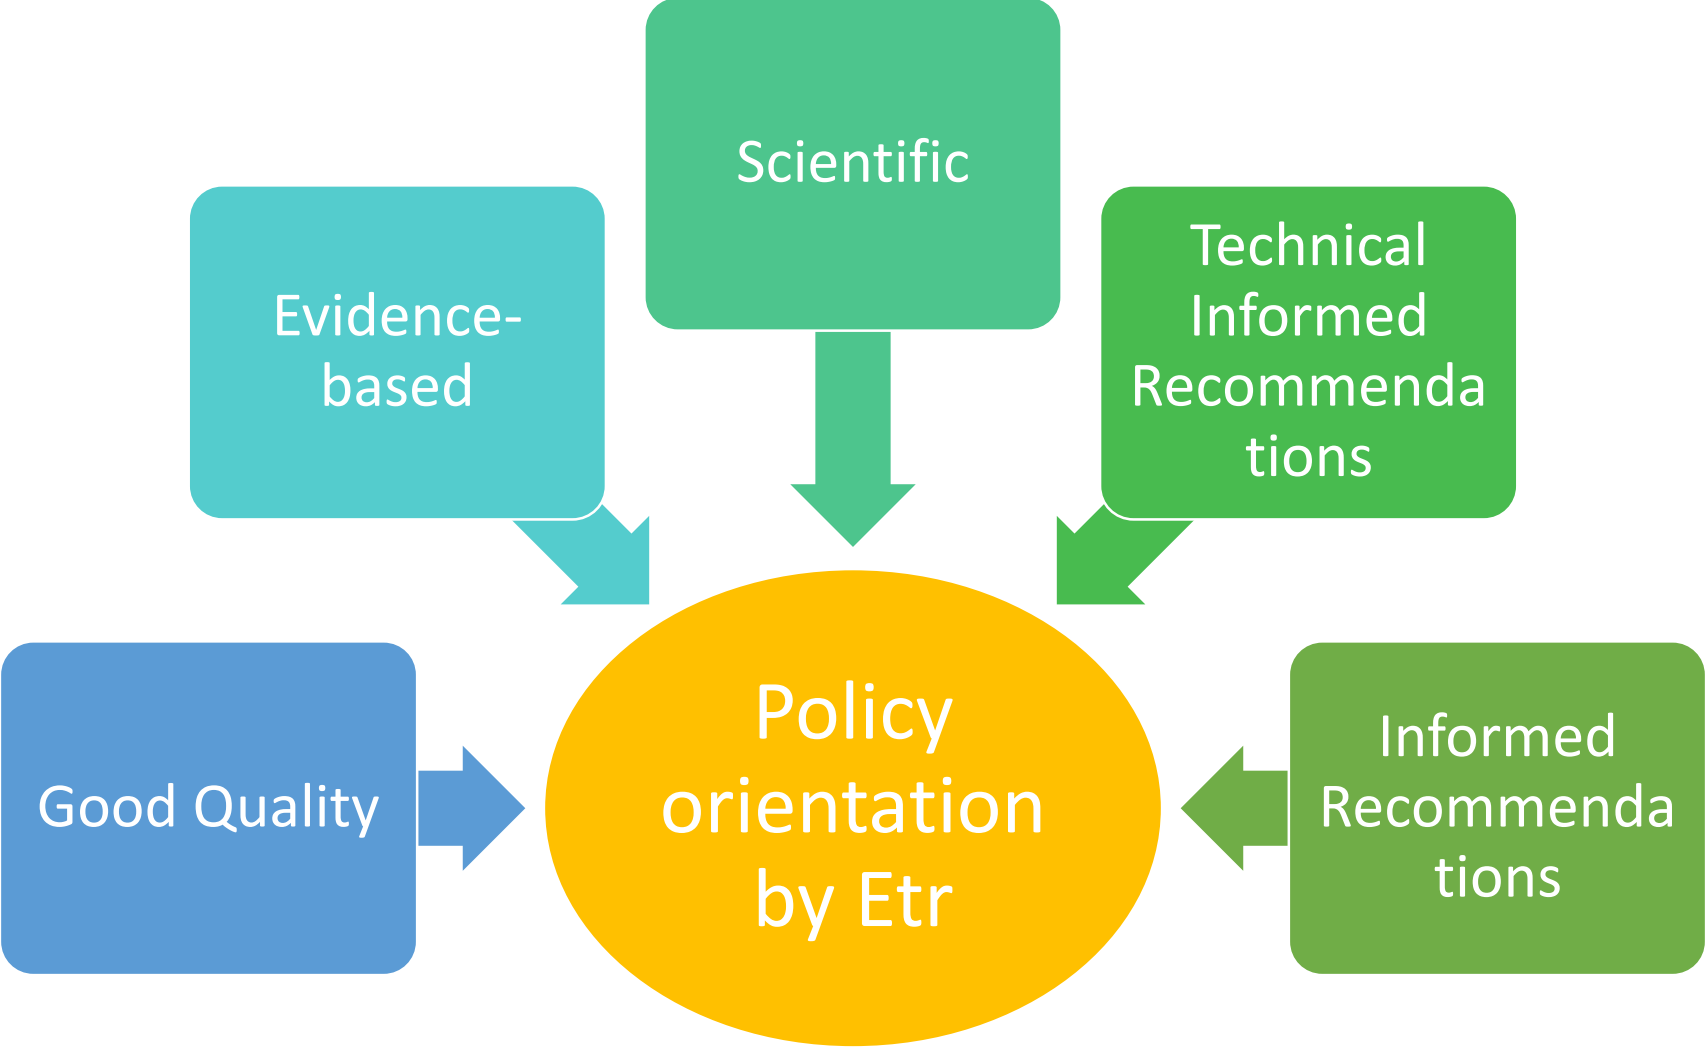 Scientific
Evidence-
based
Technical
Informed
Recommenda
tions
Good Quality
Policy
orientation
by Etr
Informed
Recommenda
tions